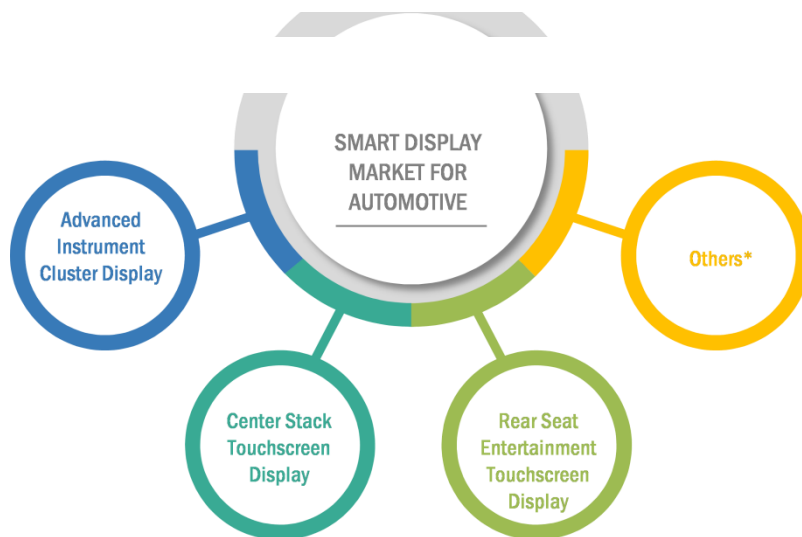 SMART DISPLAY
MARKET FOR
AUTOMOTIVE
Advanced
Instrument
Cluster Display
Others*
Center Stack
Touchscreen
Display
Rear Seat
Entertainment
Touchscreen
Display